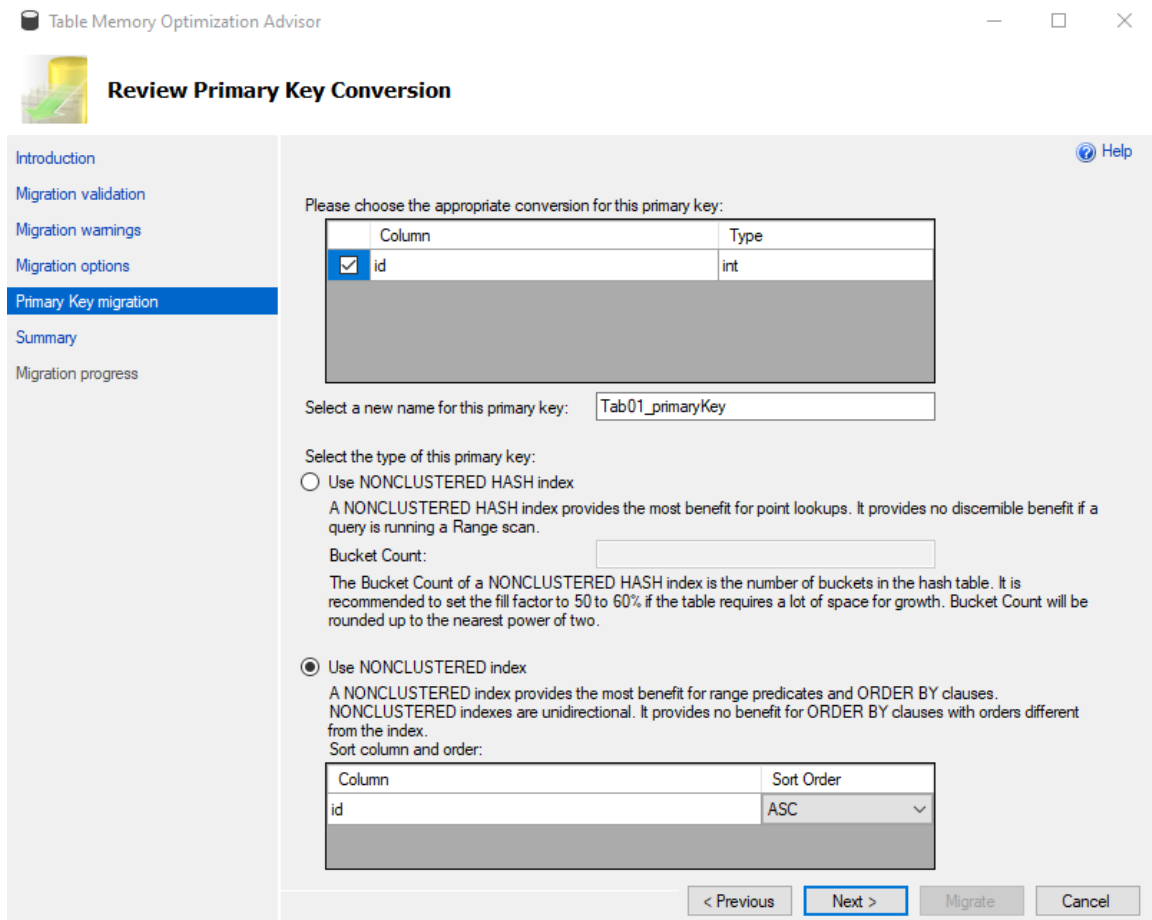 Table Memory Optimization Advisor
Review Primary Key Conversion
Introduction
Migration validation
Migration warnings
Migration options
Primary Key migration
Summary
Migration progress
Help
Please choose the appropriate conversion for this primary key:
Column Type
id int
Select a new name for this primary key: Tab01_primaryKey
Select the type of this primary key:
Use NONCLUSTERED HASH index
A NONCLUSTERED HASH index provides the most benefit for point lookups. It provides no discernible benefit if a
query is running a Range scan.
Bucket Count:
The Bucket Count of a NONCLUSTERED HASH index is the number of buckets in the hash table. It is
recommended to set the fill factor to 50 to 60% if the table requires a lot of space for growth. Bucket Count will be
rounded up to the nearest power of two.
Use NONCLUSTERED index
A NONCLUSTERED index provides the most benefit for range predicates and ORDER BY clauses.
NONCLUSTERED indexes are unidirectional. It provides no benefit for ORDER BY clauses with orders different
from the index.
Sort column and order:
Column Sort Order
id ASC
< Previous Next > Migrate Cancel